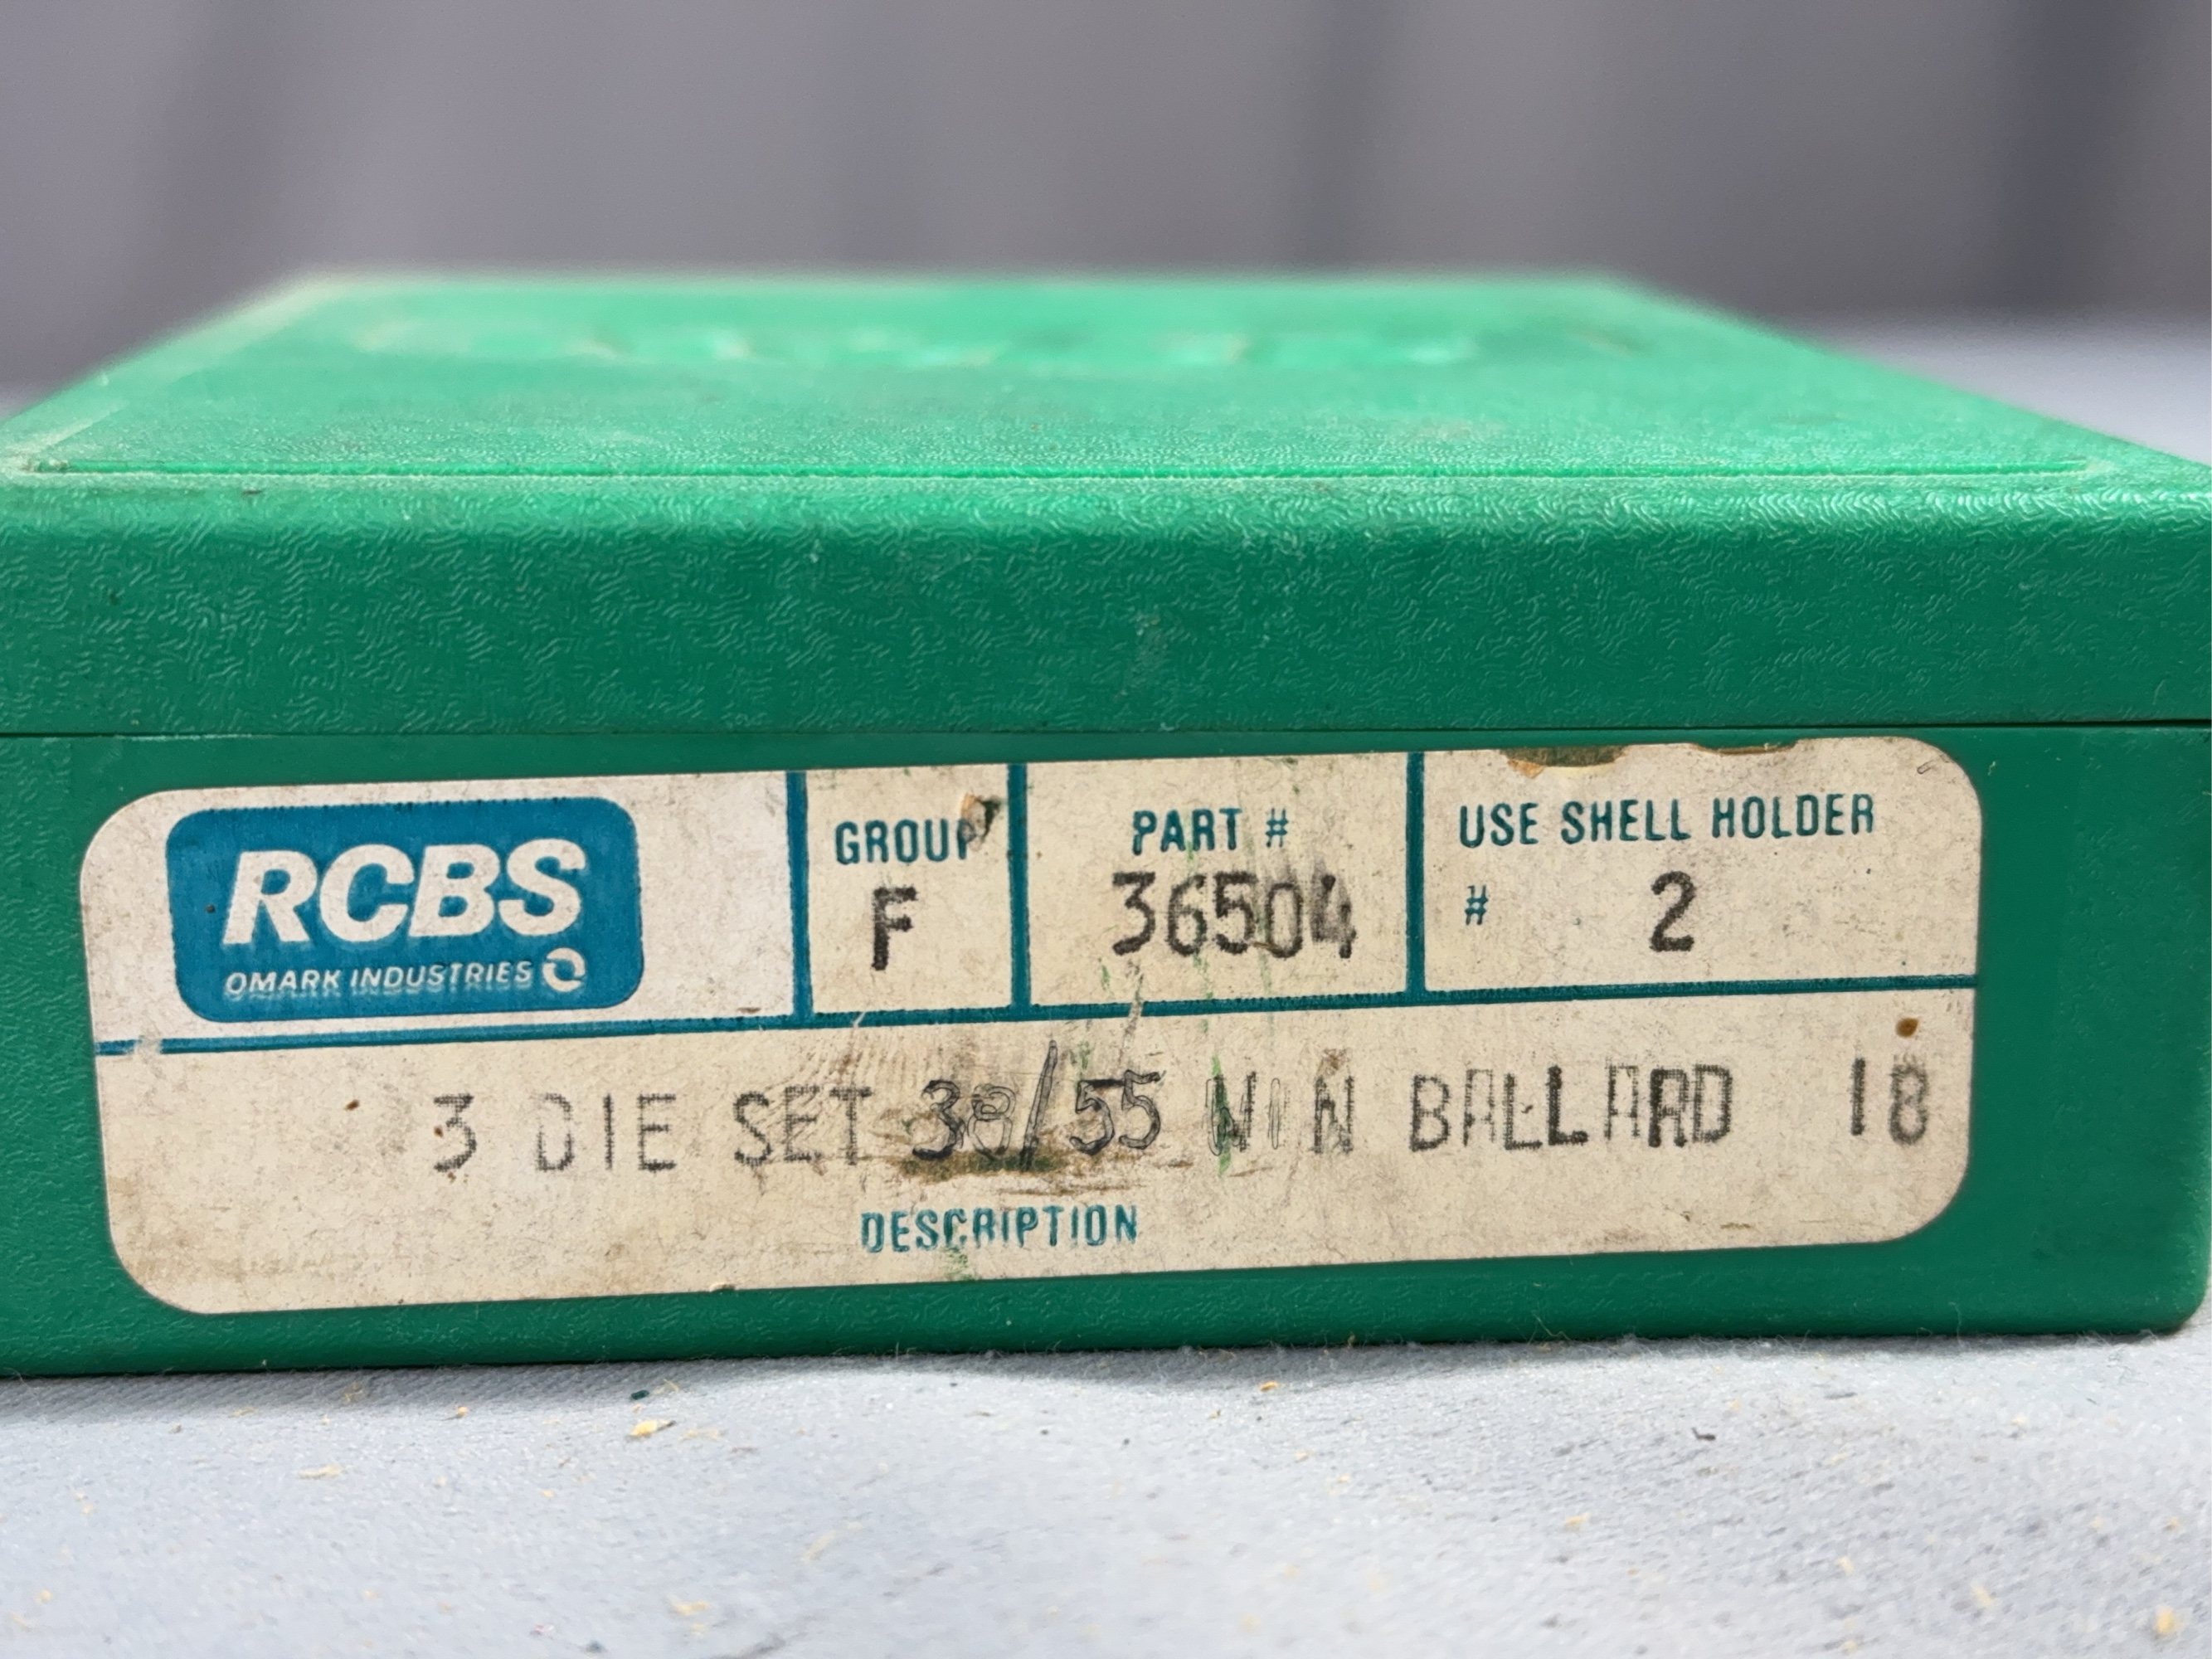 RCBS
OMARK INDUSTRIES
GROUP
F
PART #
36504
USE SHELL HOLDER
# 2
3 DIE SET 38/55 WIN BALLARD 18
DESCRIPTION